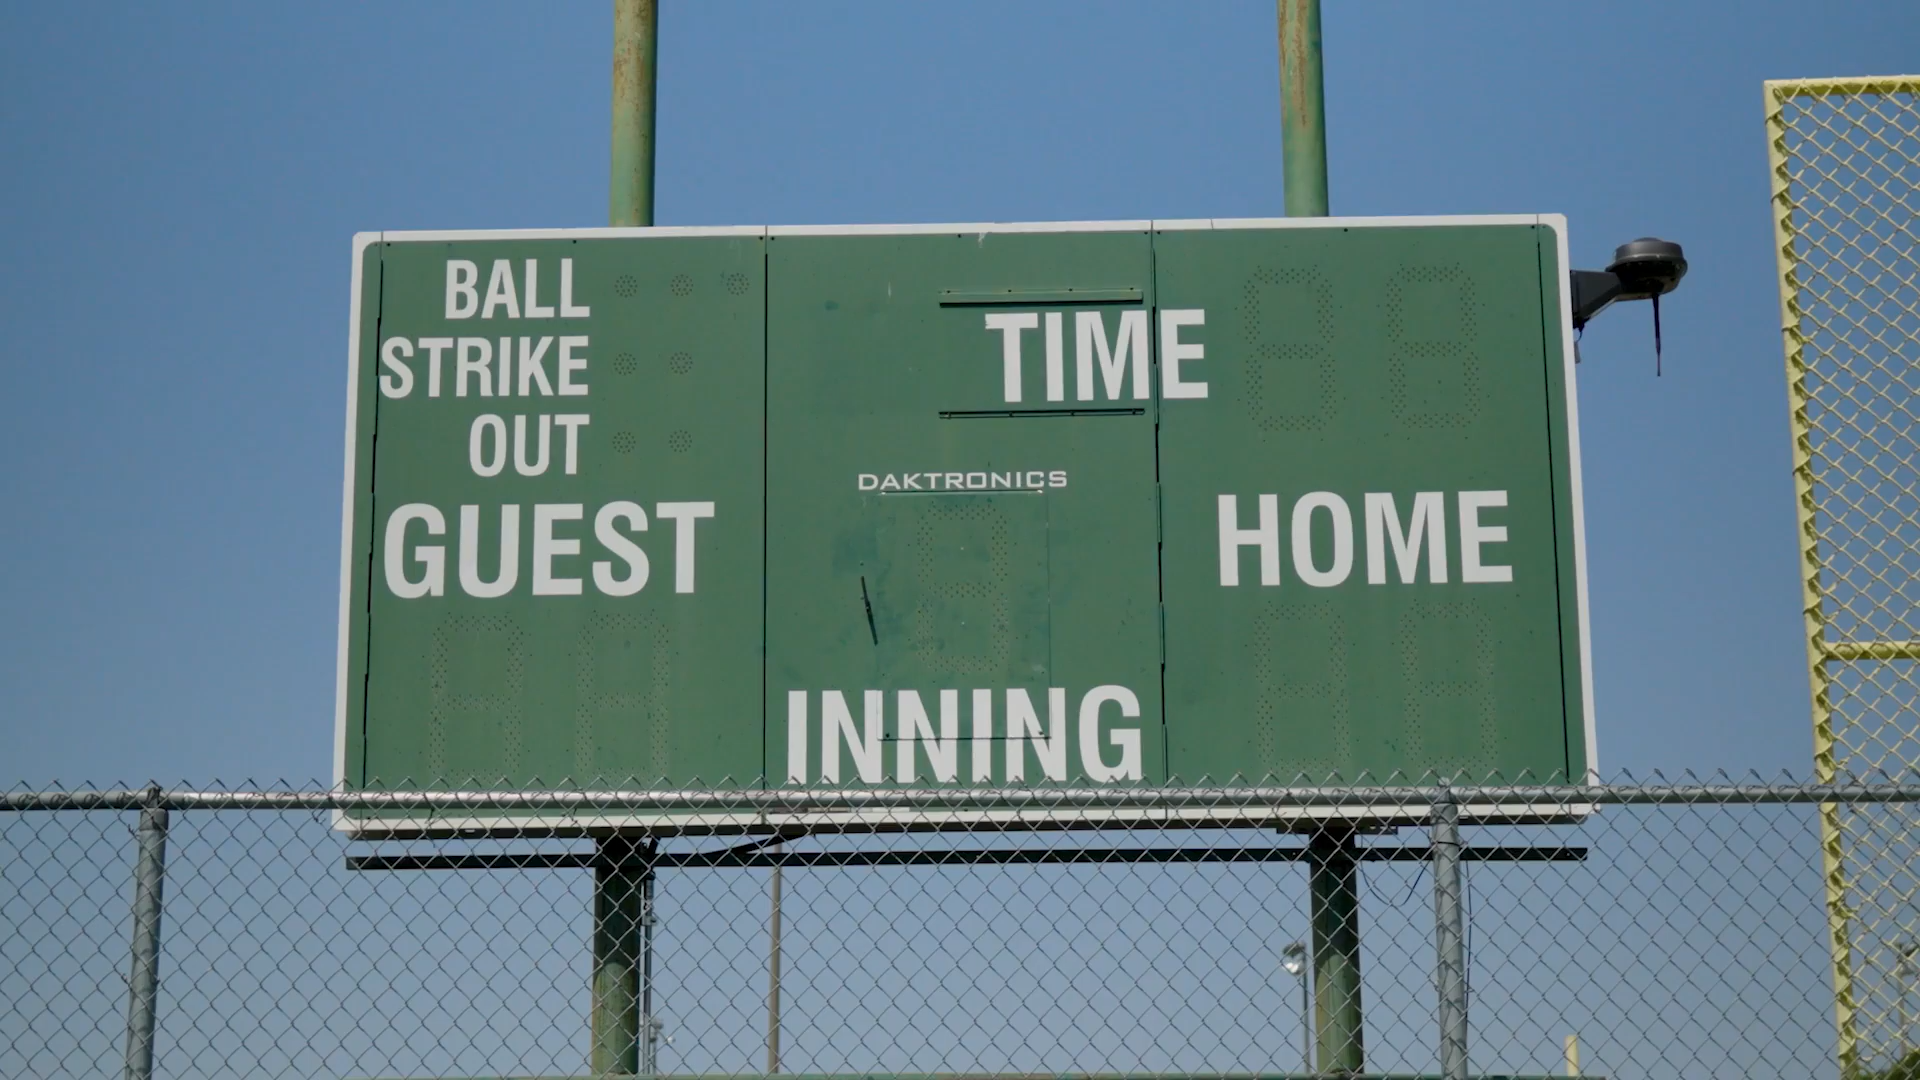 BALL
STRIKE
OUT
TIME
DAKTRONICS
GUEST
HOME
INNING